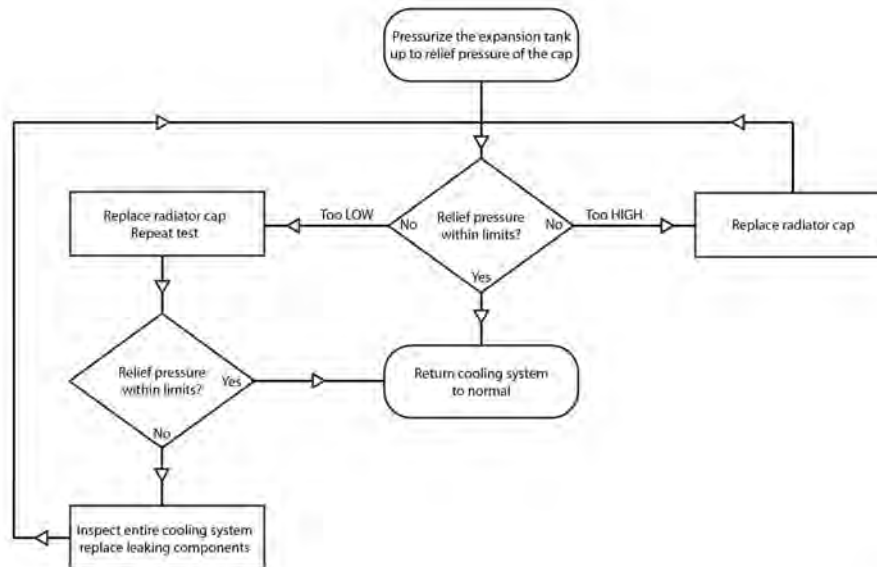 Pressurize the expansion tank
up to relief pressure of the cap
Replace radiator cap
Repeat test
Too LOW
No
Relief pressure
within limits?
No
Too HIGH
Replace radiator cap
Yes
Relief pressure
within limits?
Yes
Return cooling system
to normal
No
Inspect entire cooling system
replace leaking components